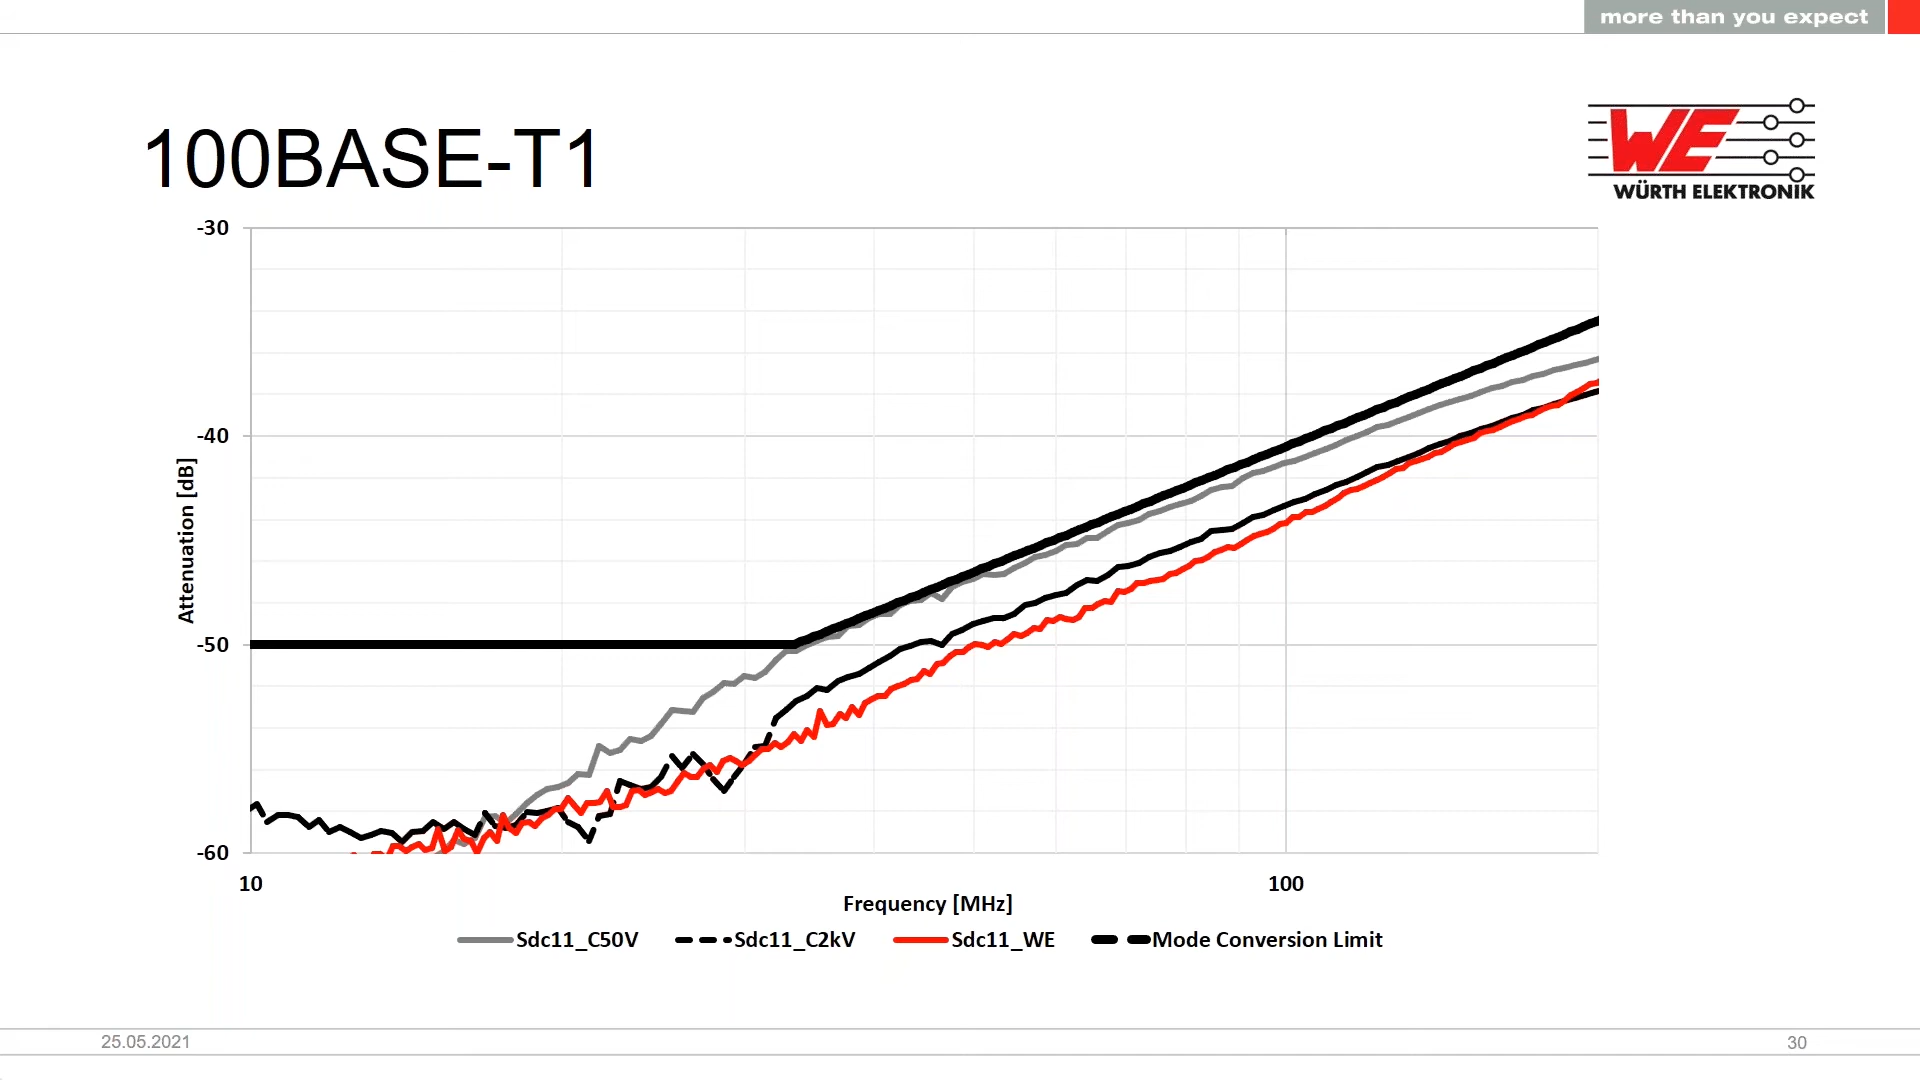 more than you expect
100BASE-T1
WE
WÜRTH ELEKTRONIK
-30
-40
-50
-60
Attenuation [dB]
10
100
Frequency [MHz]
Sdc11_C50V
Sdc11_C2kV
Sdc11_WE
Mode Conversion Limit
25.05.2021
30